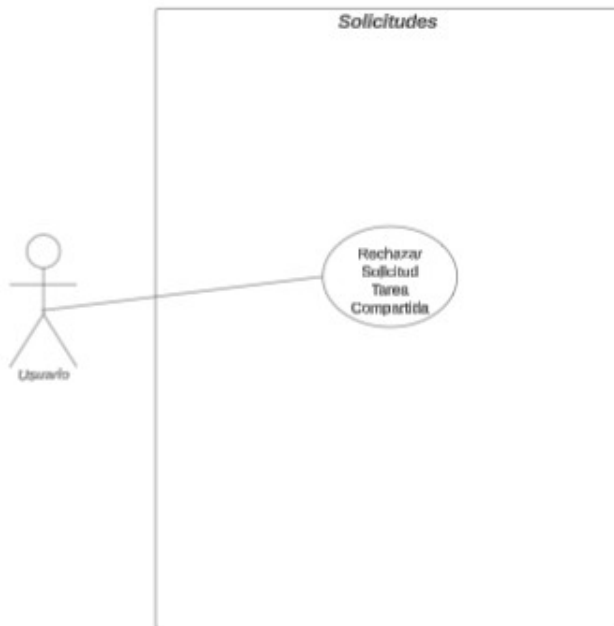 Solicitudes
Rechazar
Solicitud
Tarea
Compartida
Usuario